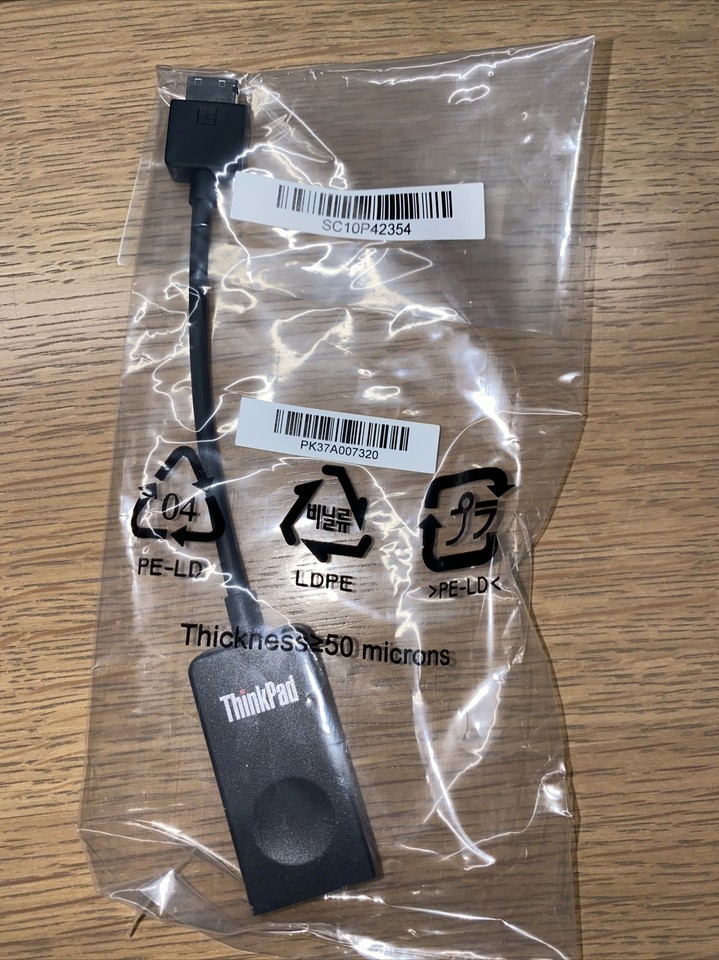 SC10P42354
PK37A007320
04
비닐류
プラ
PE-LD
LDPE
>PE-LD<
Thickness≥50 microns
ThinkPad